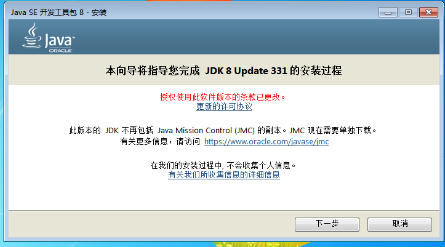 Java SE 开发工具包 8 - 安装
Java
ORACLE
本向导将指导您完成 JDK 8 Update 331 的安装过程
授权使用此软件版本的条款已更改。
更新的许可协议
此版本的 JDK 不再包括 Java Mission Control (JMC) 的副本。JMC 现在需要单独下载。
有关更多信息，请访问 https://www.oracle.com/javase/jmc
在我们的安装过程中, 不会收集个人信息。
有关我们所收集信息的详细信息
下一步
取消